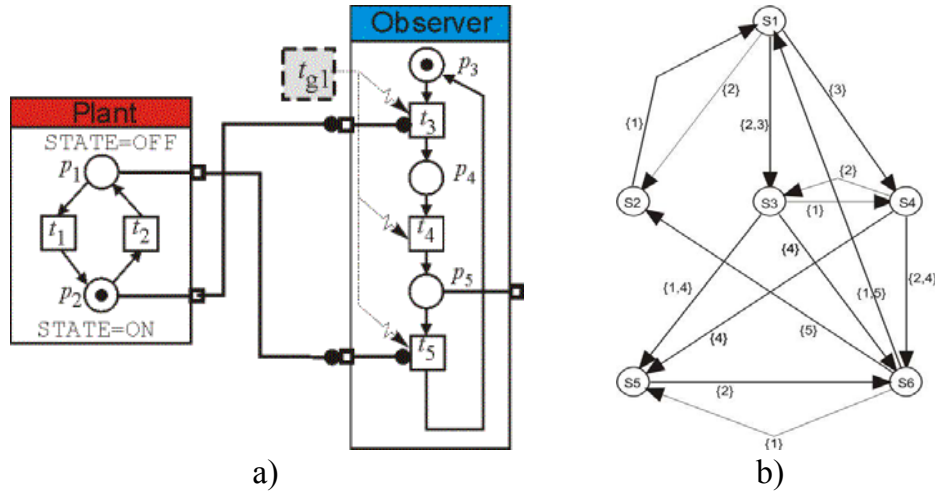 Observer
t g1
p3
t3
p4
t4
p5
t5
Plant
STATE=OFF
p1
t1
t2
p2
STATE=ON
a)
S1
{2}
{3}
{1}
{2,3}
{2}
S2
S3
{1}
S4
{4}
{1,4}
{1,5}
{2,4}
{4}
{5}
S5
{2}
S6
{1}
b)